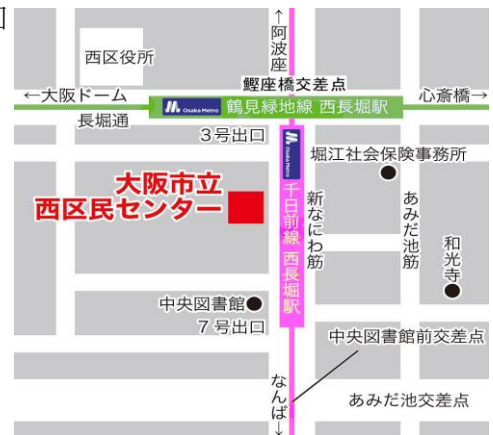 図
↑阿波座
西区役所
鰹座橋交差点
←大阪ドーム
Osaka Metro 鶴見緑地線 西長堀駅
心斎橋→
長堀通
3号出口
Osaka Metro 千日前線 西長堀駅
堀江社会保険事務所
大阪市立
西区民センター
新なにわ筋
あみだ池筋
和光寺
中央図書館
7号出口
中央図書館前交差点
なんば→
あみだ池交差点